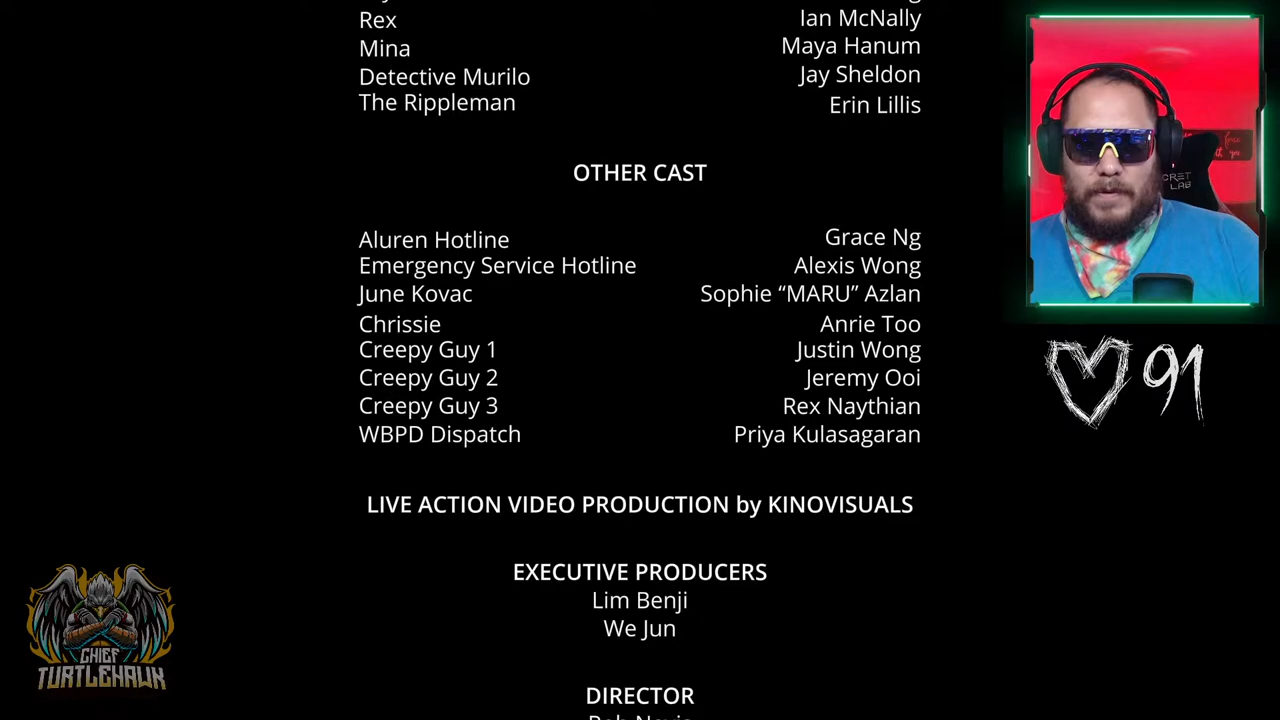 Rex Ian McNally
Mina Maya Hanum
Detective Murilo Jay Sheldon
The Rippleman Erin Lillis
OTHER CAST
Aluren Hotline Grace Ng
Emergency Service Hotline Alexis Wong
June Kovac Sophie “MARU” Azlan
Chrissie Anrie Too
Creepy Guy 1 Justin Wong
Creepy Guy 2 Jeremy Ooi
Creepy Guy 3 Rex Naythian
WBPD Dispatch Priya Kulasagaran
LIVE ACTION VIDEO PRODUCTION by KINOVISUALS
EXECUTIVE PRODUCERS
Lim Benji
We Jun
DIRECTOR
91
CHIEF
TURTLEHAWK
LAB